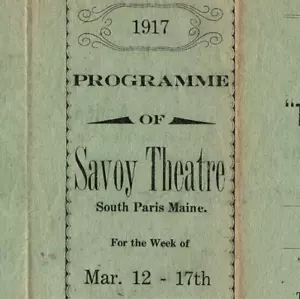 1917
PROGRAMME
OF
Savoy Theatre
South Paris Maine.
For the Week of
Mar. 12 - 17th